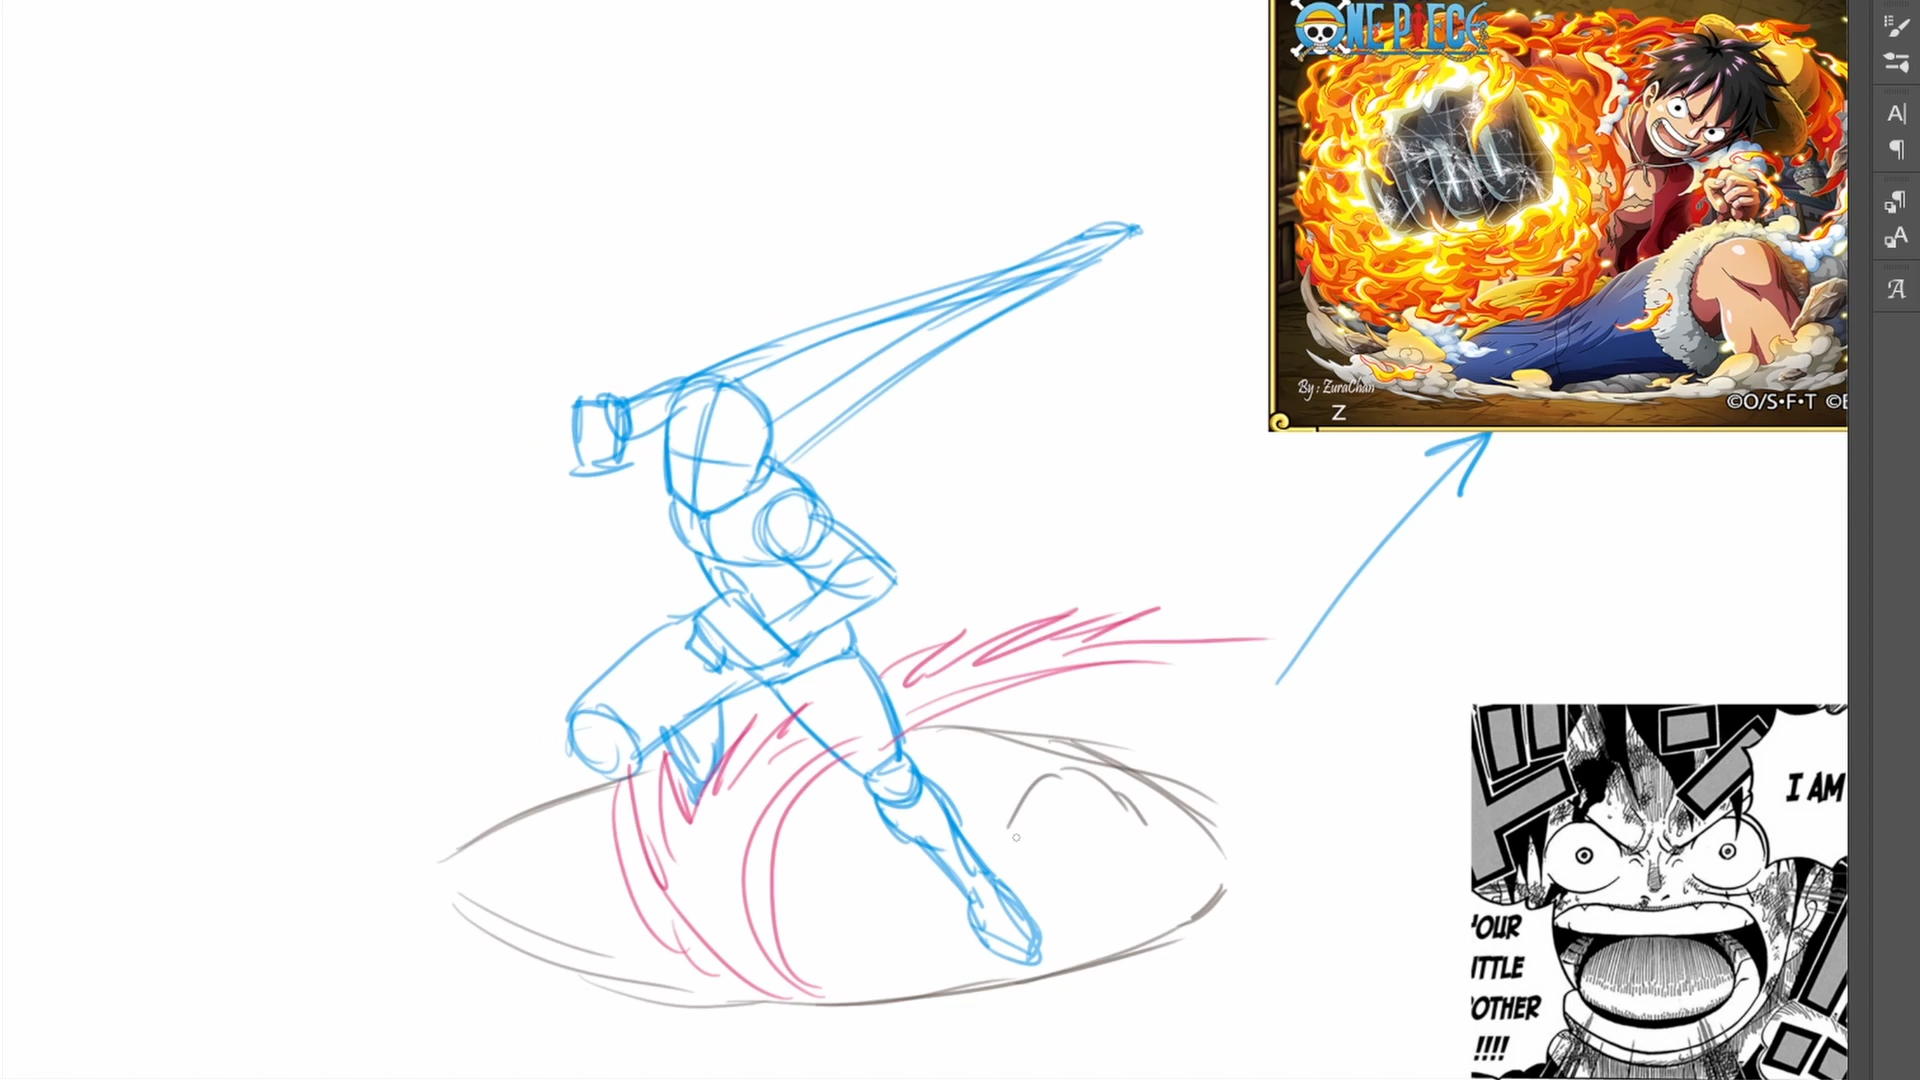 ONE PIECE
By : ZuraChan
Z
©O/S•F•T ©
I AM
'OUR
ITTLE
OTHER
!!!!
A
A
A